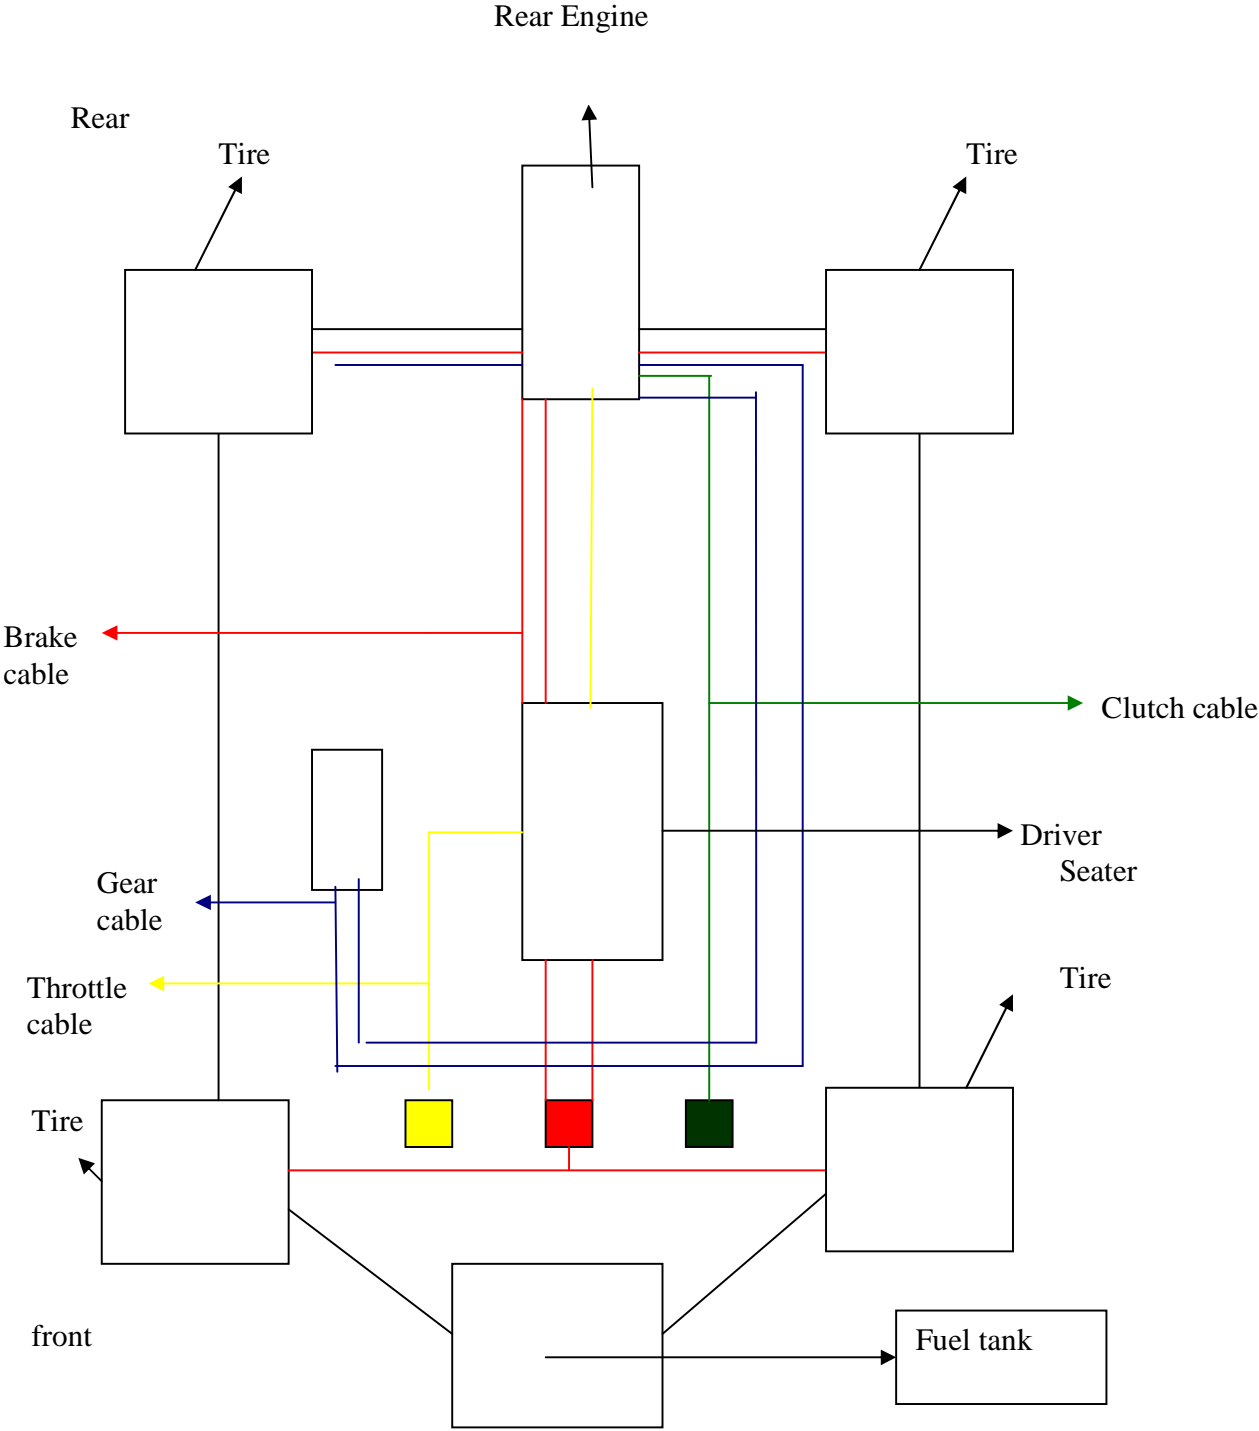 Rear Engine
Rear
Tire
Tire
Brake
cable
Clutch cable
Driver
Seater
Gear
cable
Throttle
cable
Tire
Tire
front
Fuel tank